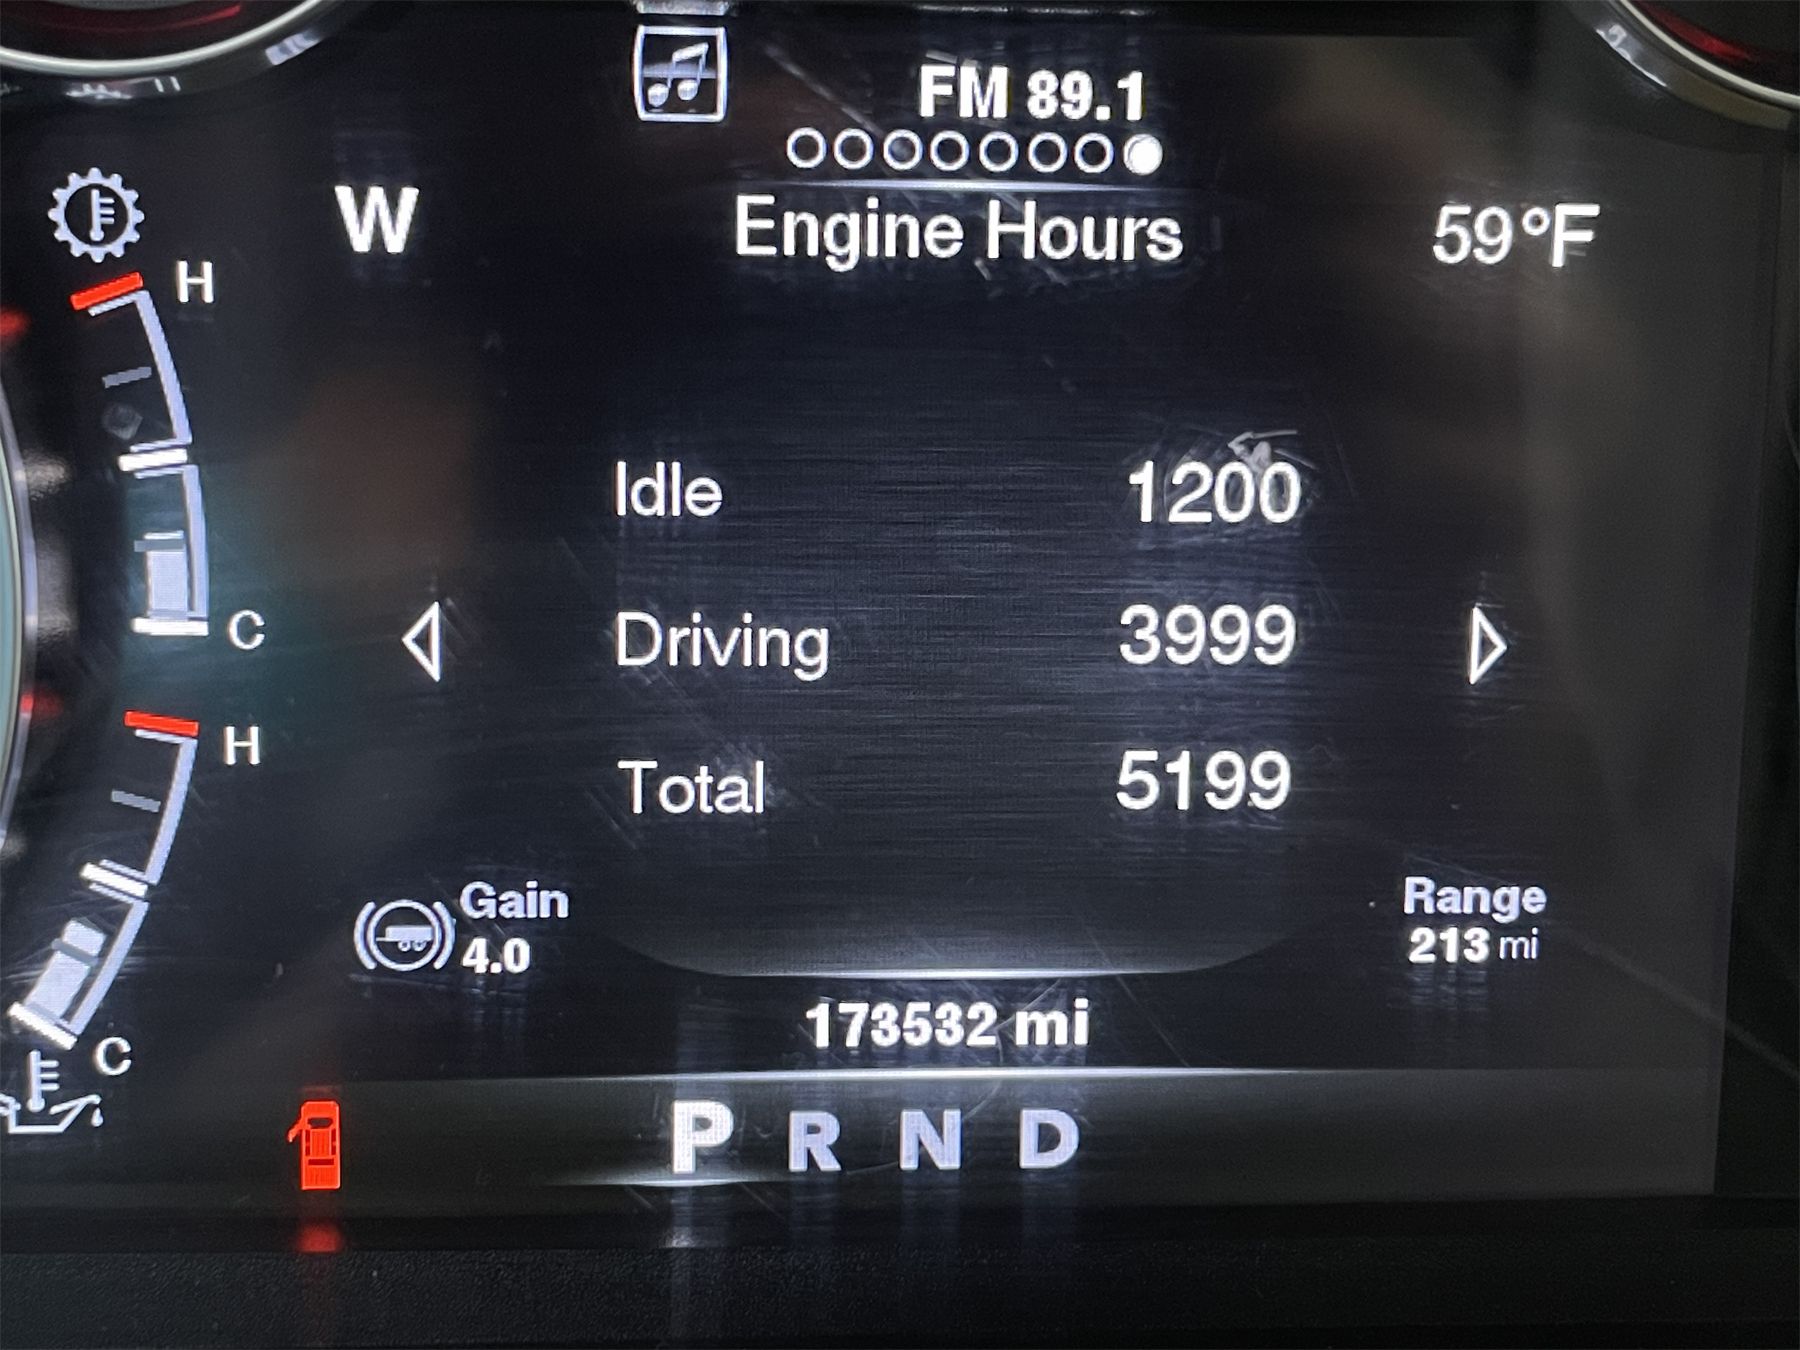 FM 89.1
W
Engine Hours
59°F
H
Idle 1200
C
Driving 3999
H
Total 5199
Gain
4.0
Range
213 mi
173532 mi
C
P R N D